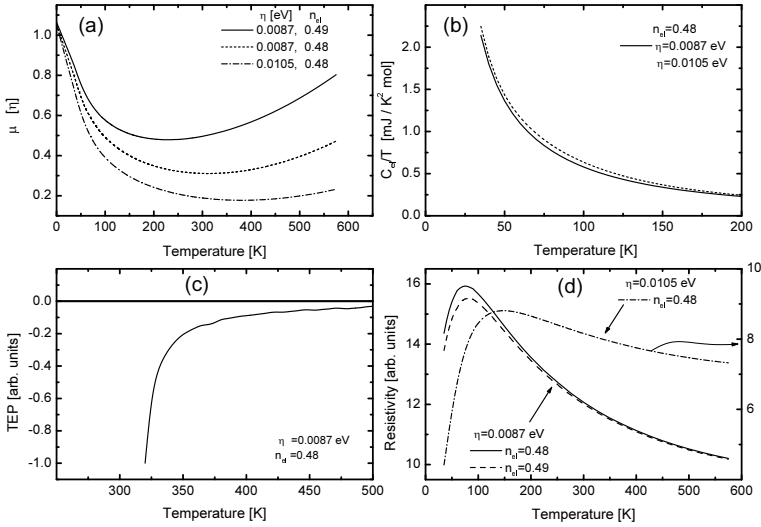 (a)
η [eV] n_el
0.0087, 0.49
0.0087, 0.48
0.0105, 0.48
μ [η]
1.0
0.8
0.6
0.4
0.2
0 100 200 300 400 500 600
Temperature [K]
(b)
n_el=0.48
η=0.0087 eV
η=0.0105 eV
C_el/T [mJ / K² mol]
2.0
1.5
1.0
0.5
0.0
50 100 150 200
Temperature [K]
(c)
TEP [arb. units]
0.0
-0.2
-0.4
-0.6
-0.8
-1.0
η =0.0087 eV
n_el=0.48
300 350 400 450 500
Temperature [K]
(d)
η=0.0105 eV
n_el=0.48
Resistivity [arb. units]
16
14
12
10
10
8
6
4
η=0.0087 eV
n_el=0.48
n_el=0.49
0 100 200 300 400 500 600
Temperature [K]